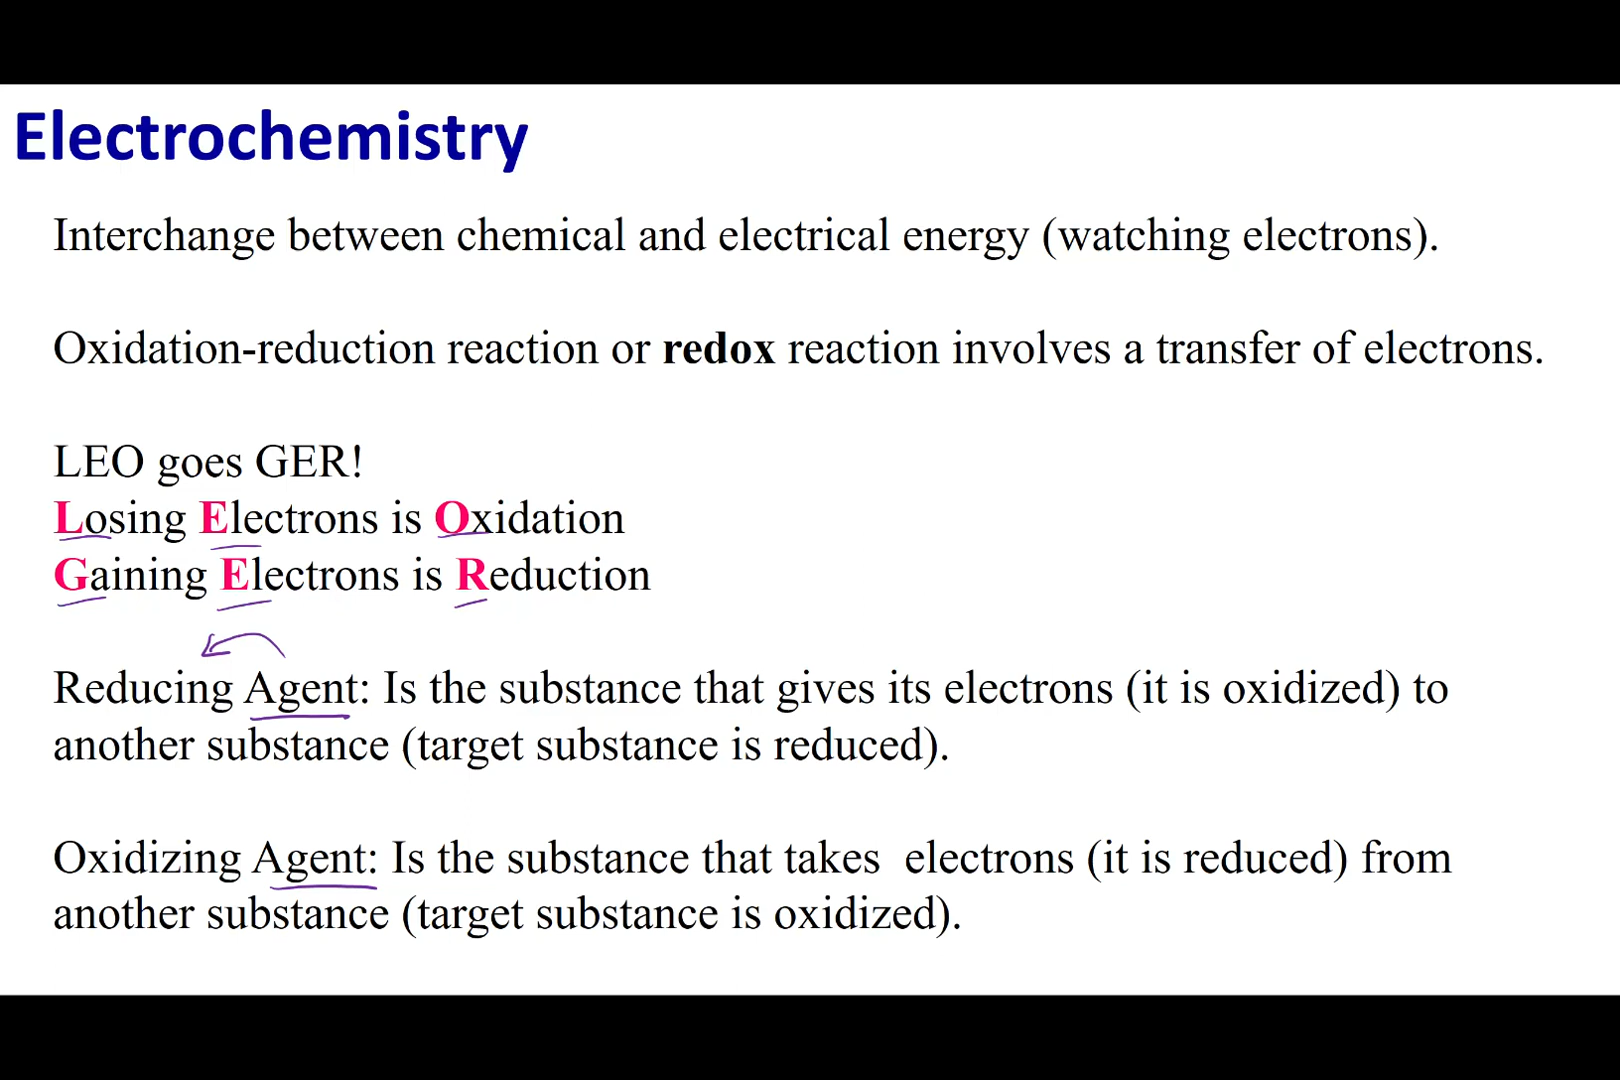 Electrochemistry
Interchange between chemical and electrical energy (watching electrons).
Oxidation-reduction reaction or redox reaction involves a transfer of electrons.
LEO goes GER!
Losing Electrons is Oxidation
Gaining Electrons is Reduction
Reducing Agent: Is the substance that gives its electrons (it is oxidized) to
another substance (target substance is reduced).
Oxidizing Agent: Is the substance that takes  electrons (it is reduced) from
another substance (target substance is oxidized).